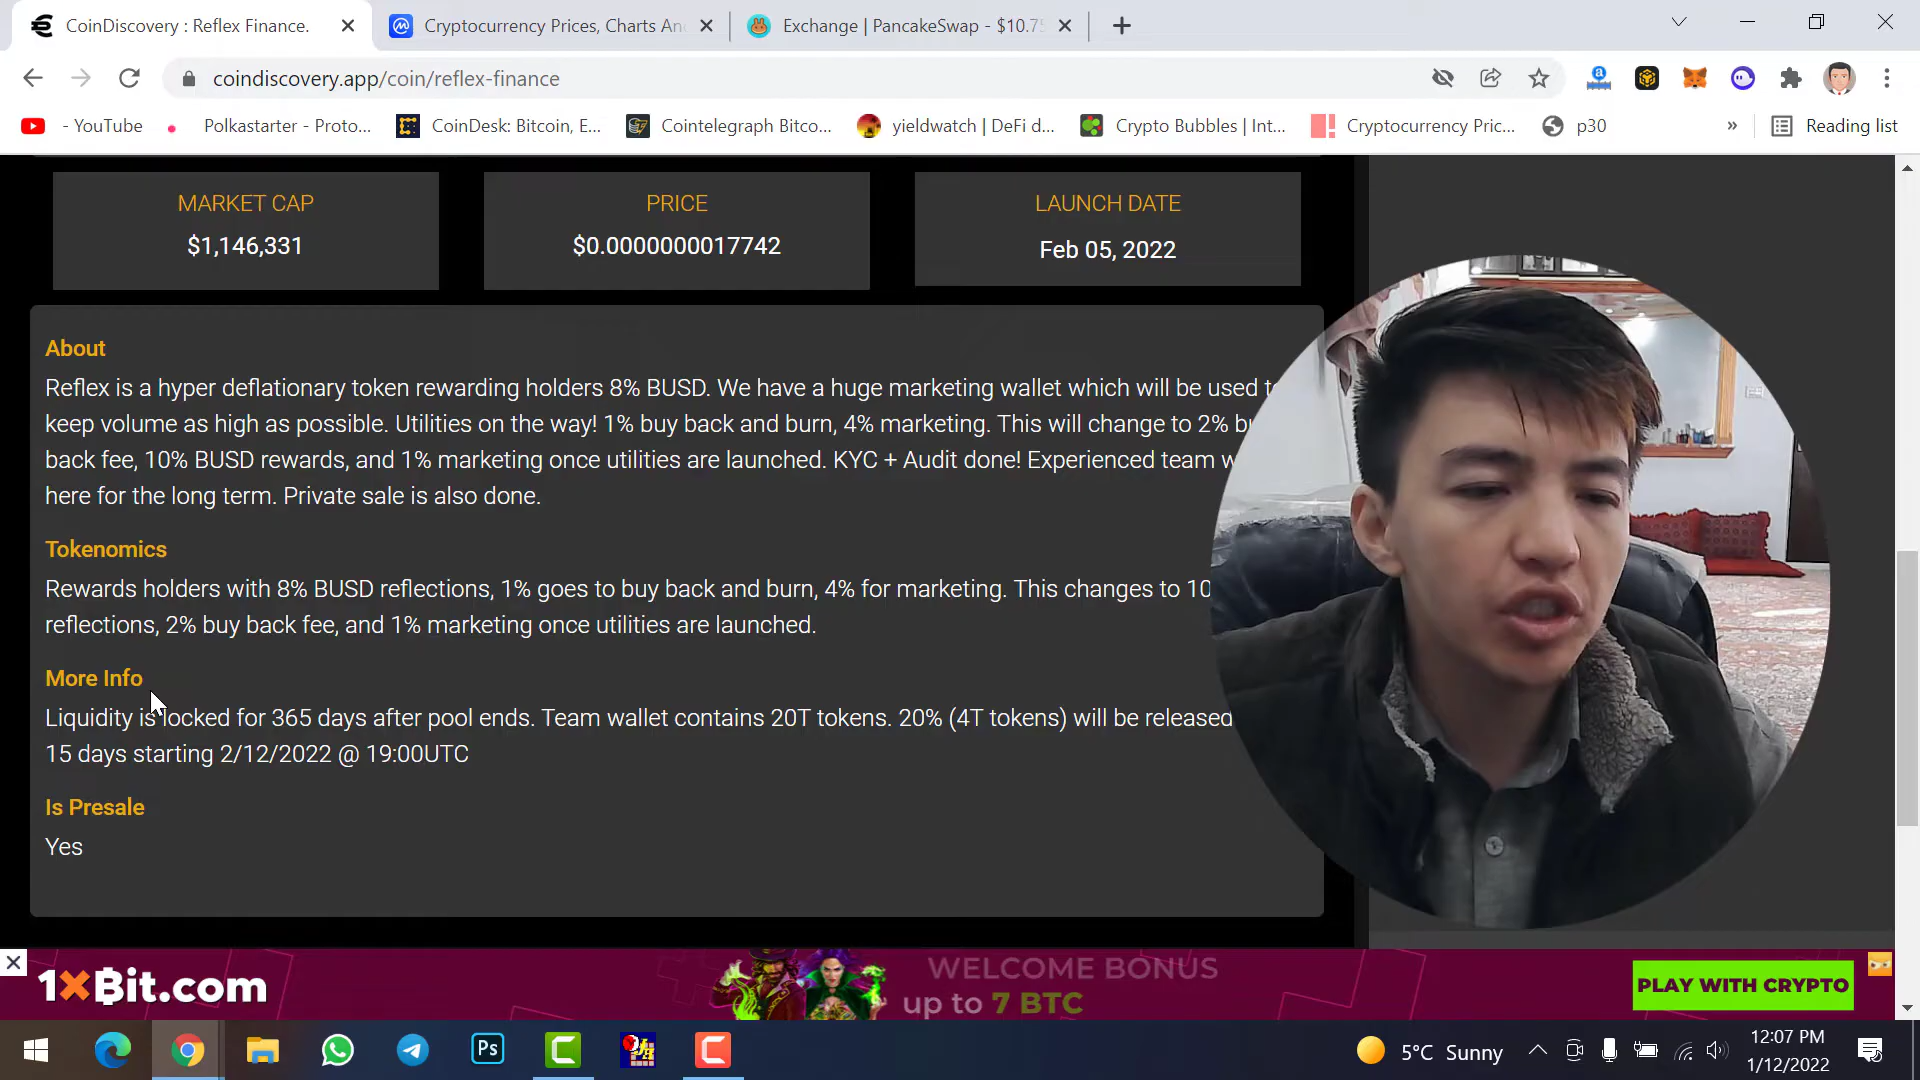 CoinDiscovery : Reflex Finance.
Cryptocurrency Prices, Charts An
Exchange | PancakeSwap - $10.75
coindiscovery.app/coin/reflex-finance
- YouTube
Polkastarter - Proto...
CoinDesk: Bitcoin, E...
Cointelegraph Bitco...
yieldwatch | DeFi d...
Crypto Bubbles | Int...
Cryptocurrency Pric...
p30
»
Reading list
MARKET CAP
PRICE
LAUNCH DATE
$1,146,331
$0.0000000017742
Feb 05, 2022
About
Reflex is a hyper deflationary token rewarding holders 8% BUSD. We have a huge marketing wallet which will be used
keep volume as high as possible. Utilities on the way! 1% buy back and burn, 4% marketing. This will change to 2%
back fee, 10% BUSD rewards, and 1% marketing once utilities are launched. KYC + Audit done! Experienced team
here for the long term. Private sale is also done.
Tokenomics
Rewards holders with 8% BUSD reflections, 1% goes to buy back and burn, 4% for marketing. This changes to 10
reflections, 2% buy back fee, and 1% marketing once utilities are launched.
More Info
Liquidity is locked for 365 days after pool ends. Team wallet contains 20T tokens. 20% (4T tokens) will be released
15 days starting 2/12/2022 @ 19:00UTC
Is Presale
Yes
1XBit.com
WELCOME BONUS
up to 7 BTC
PLAY WITH CRYPTO
Ps
5°C Sunny
12:07 PM
1/12/2022